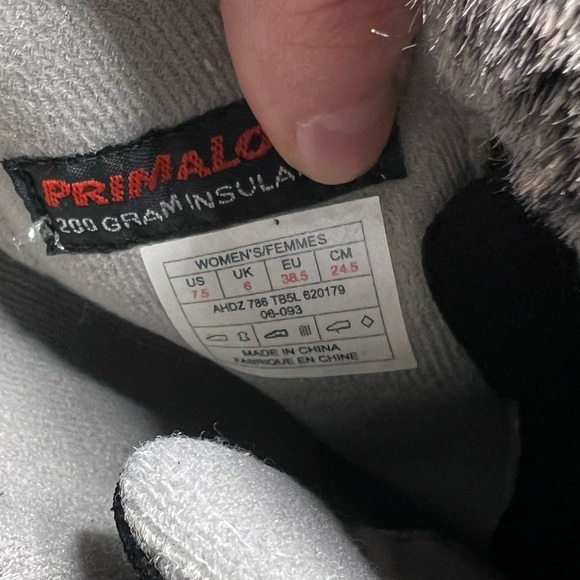 PRIMALO
200 GRAM INSULA
WOMEN'S/FEMMES
US UK EU CM
7.5 6 38.5 24.5
AHDZ 786 TB5L 620179
06-093
MADE IN CHINA
FABRIQUE EN CHINE